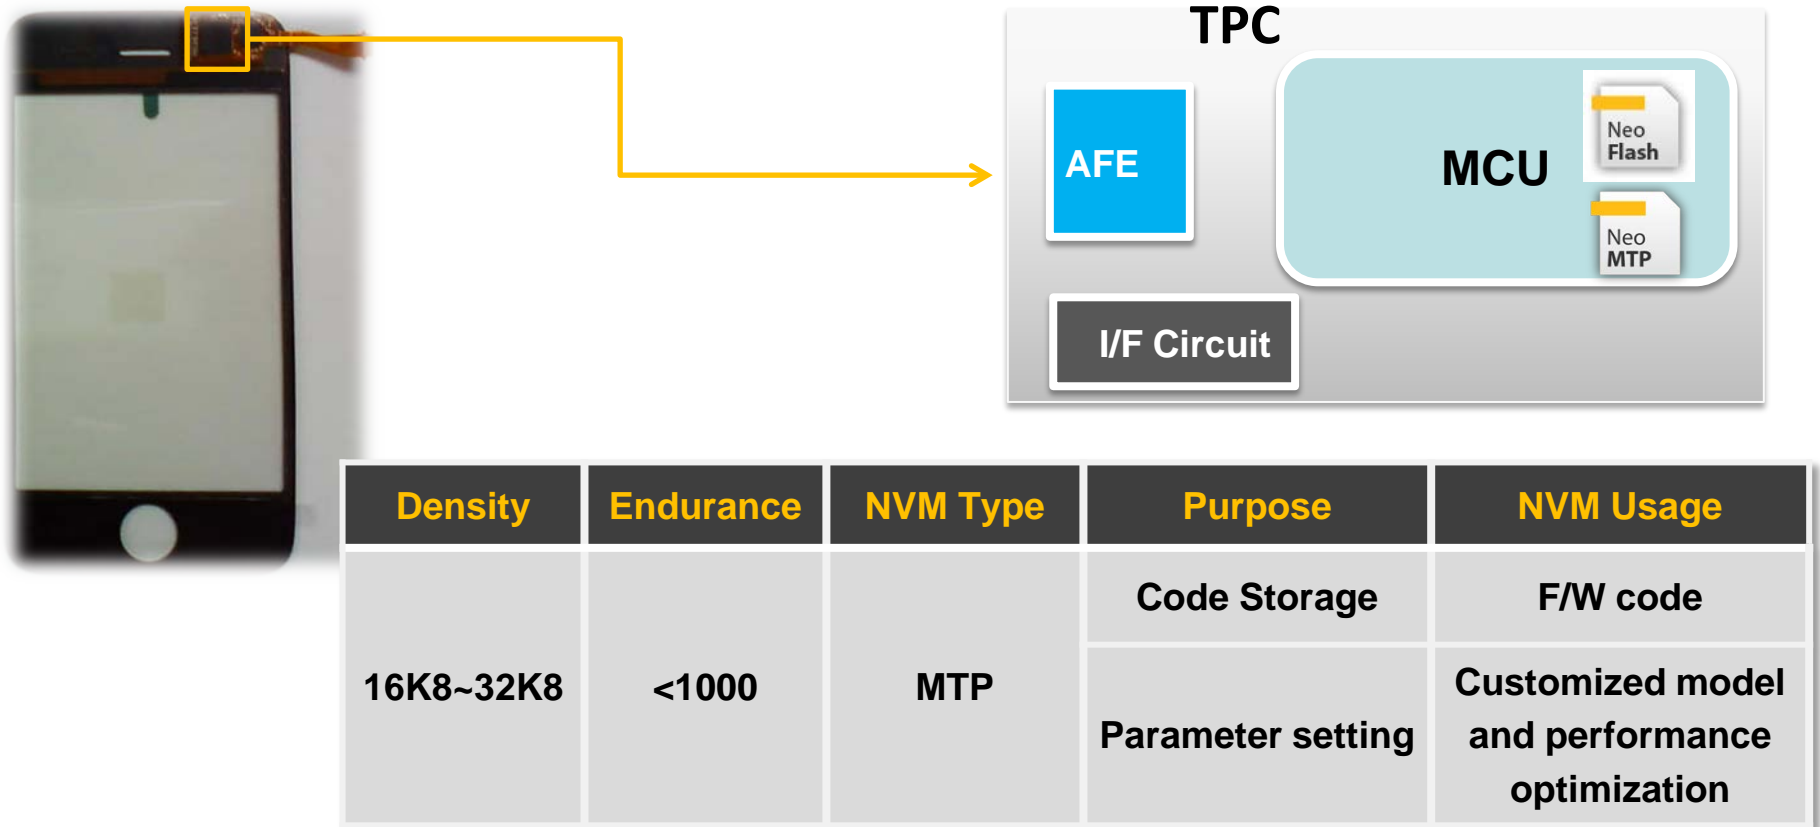 TPC
AFE
MCU
Neo
Flash
Neo
MTP
I/F Circuit
Density Endurance NVM Type Purpose NVM Usage
16K8~32K8 <1000 MTP
Code Storage F/W code
Parameter setting
Customized model
and performance
optimization